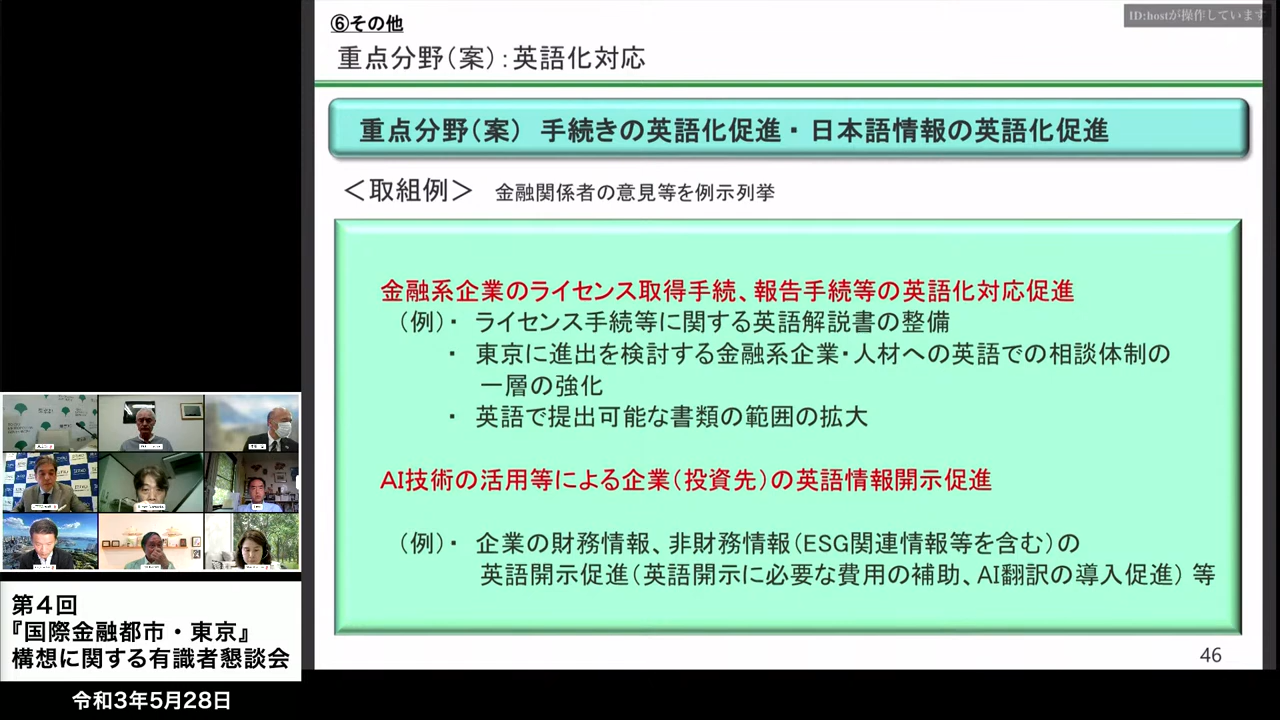 ⑥その他
重点分野（案）：英語化対応
ID:hostが操作しています
重点分野（案） 手続きの英語化促進・日本語情報の英語化促進
＜取組例＞ 金融関係者の意見等を例示列挙
金融系企業のライセンス取得手続、報告手続等の英語化対応促進
（例）・ ライセンス手続等に関する英語解説書の整備
・ 東京に進出を検討する金融系企業・人材への英語での相談体制の
一層の強化
・ 英語で提出可能な書類の範囲の拡大
AI技術の活用等による企業（投資先）の英語情報開示促進
（例）・ 企業の財務情報、非財務情報（ESG関連情報等を含む）の
英語開示促進（英語開示に必要な費用の補助、AI翻訳の導入促進）等
46
第４回
『国際金融都市・東京』
構想に関する有識者懇談会
令和3年5月28日